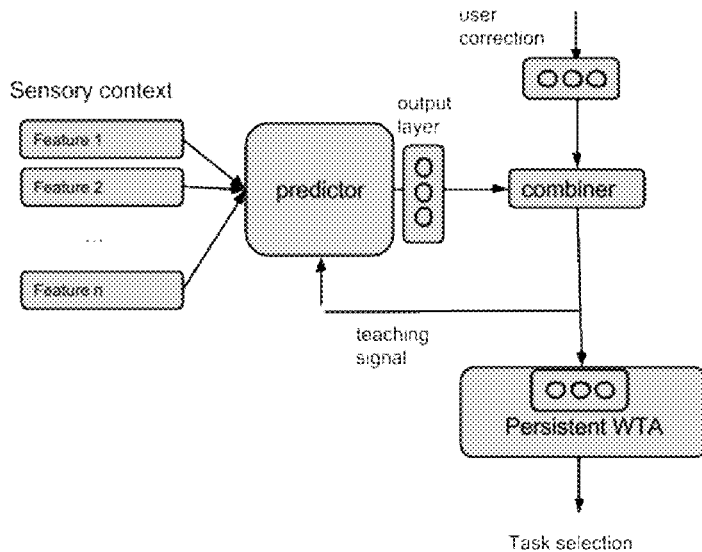 user
correction
Sensory context
output
layer
Feature 1
Feature 2
predictor
combiner
...
Feature n
teaching
signal
Persistent WTA
Task selection